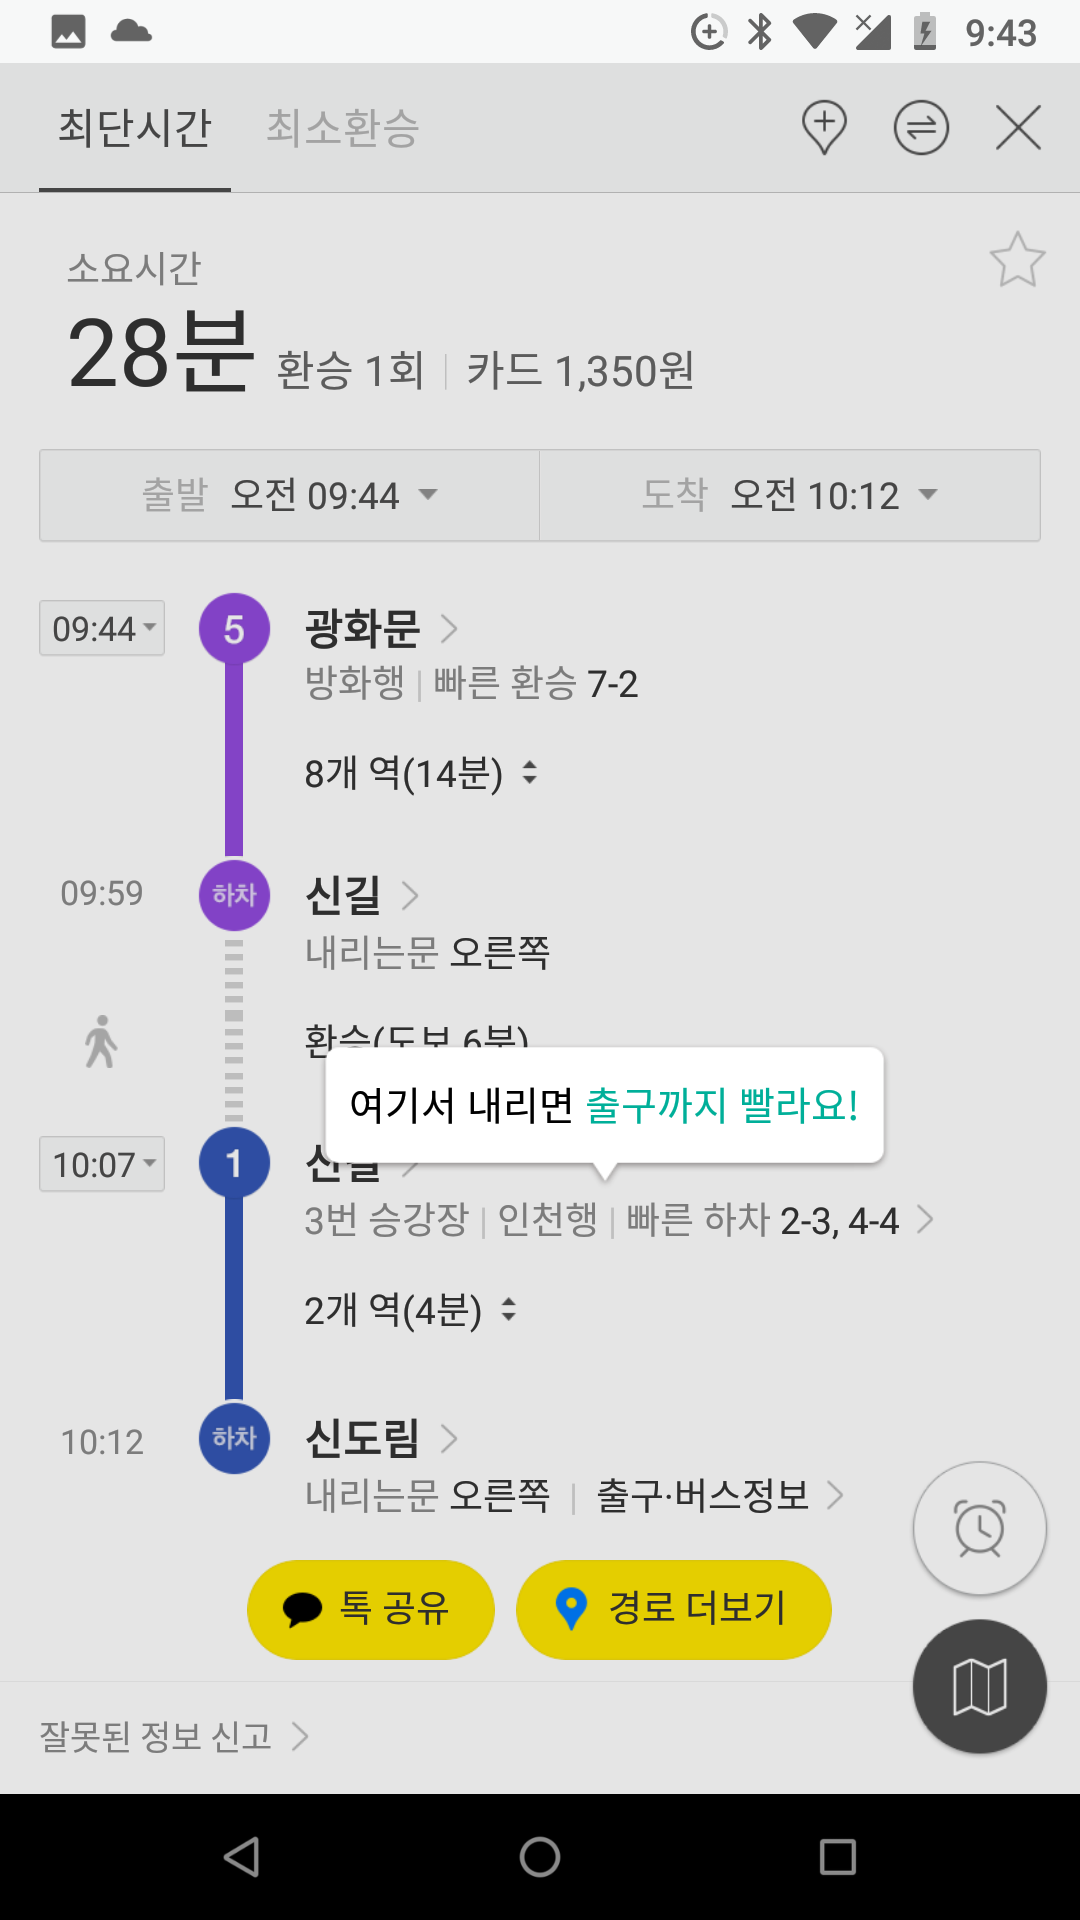 9:43
최단시간 최소환승
소요시간
28분 환승 1회 카드 1,350원
출발 오전 09:44 도착 오전 10:12
09:44 5 광화문
방화행 | 빠른 환승 7-2
8개 역(14분)
09:59 하차 신길
내리는문 오른쪽
환승(도보 6분)
여기서 내리면 출구까지 빨라요!
10:07 1 신길
3번 승강장 | 인천행 | 빠른 하차 2-3, 4-4
2개 역(4분)
10:12 하차 신도림
내리는문 오른쪽 | 출구·버스정보
톡 공유 경로 더보기
잘못된 정보 신고